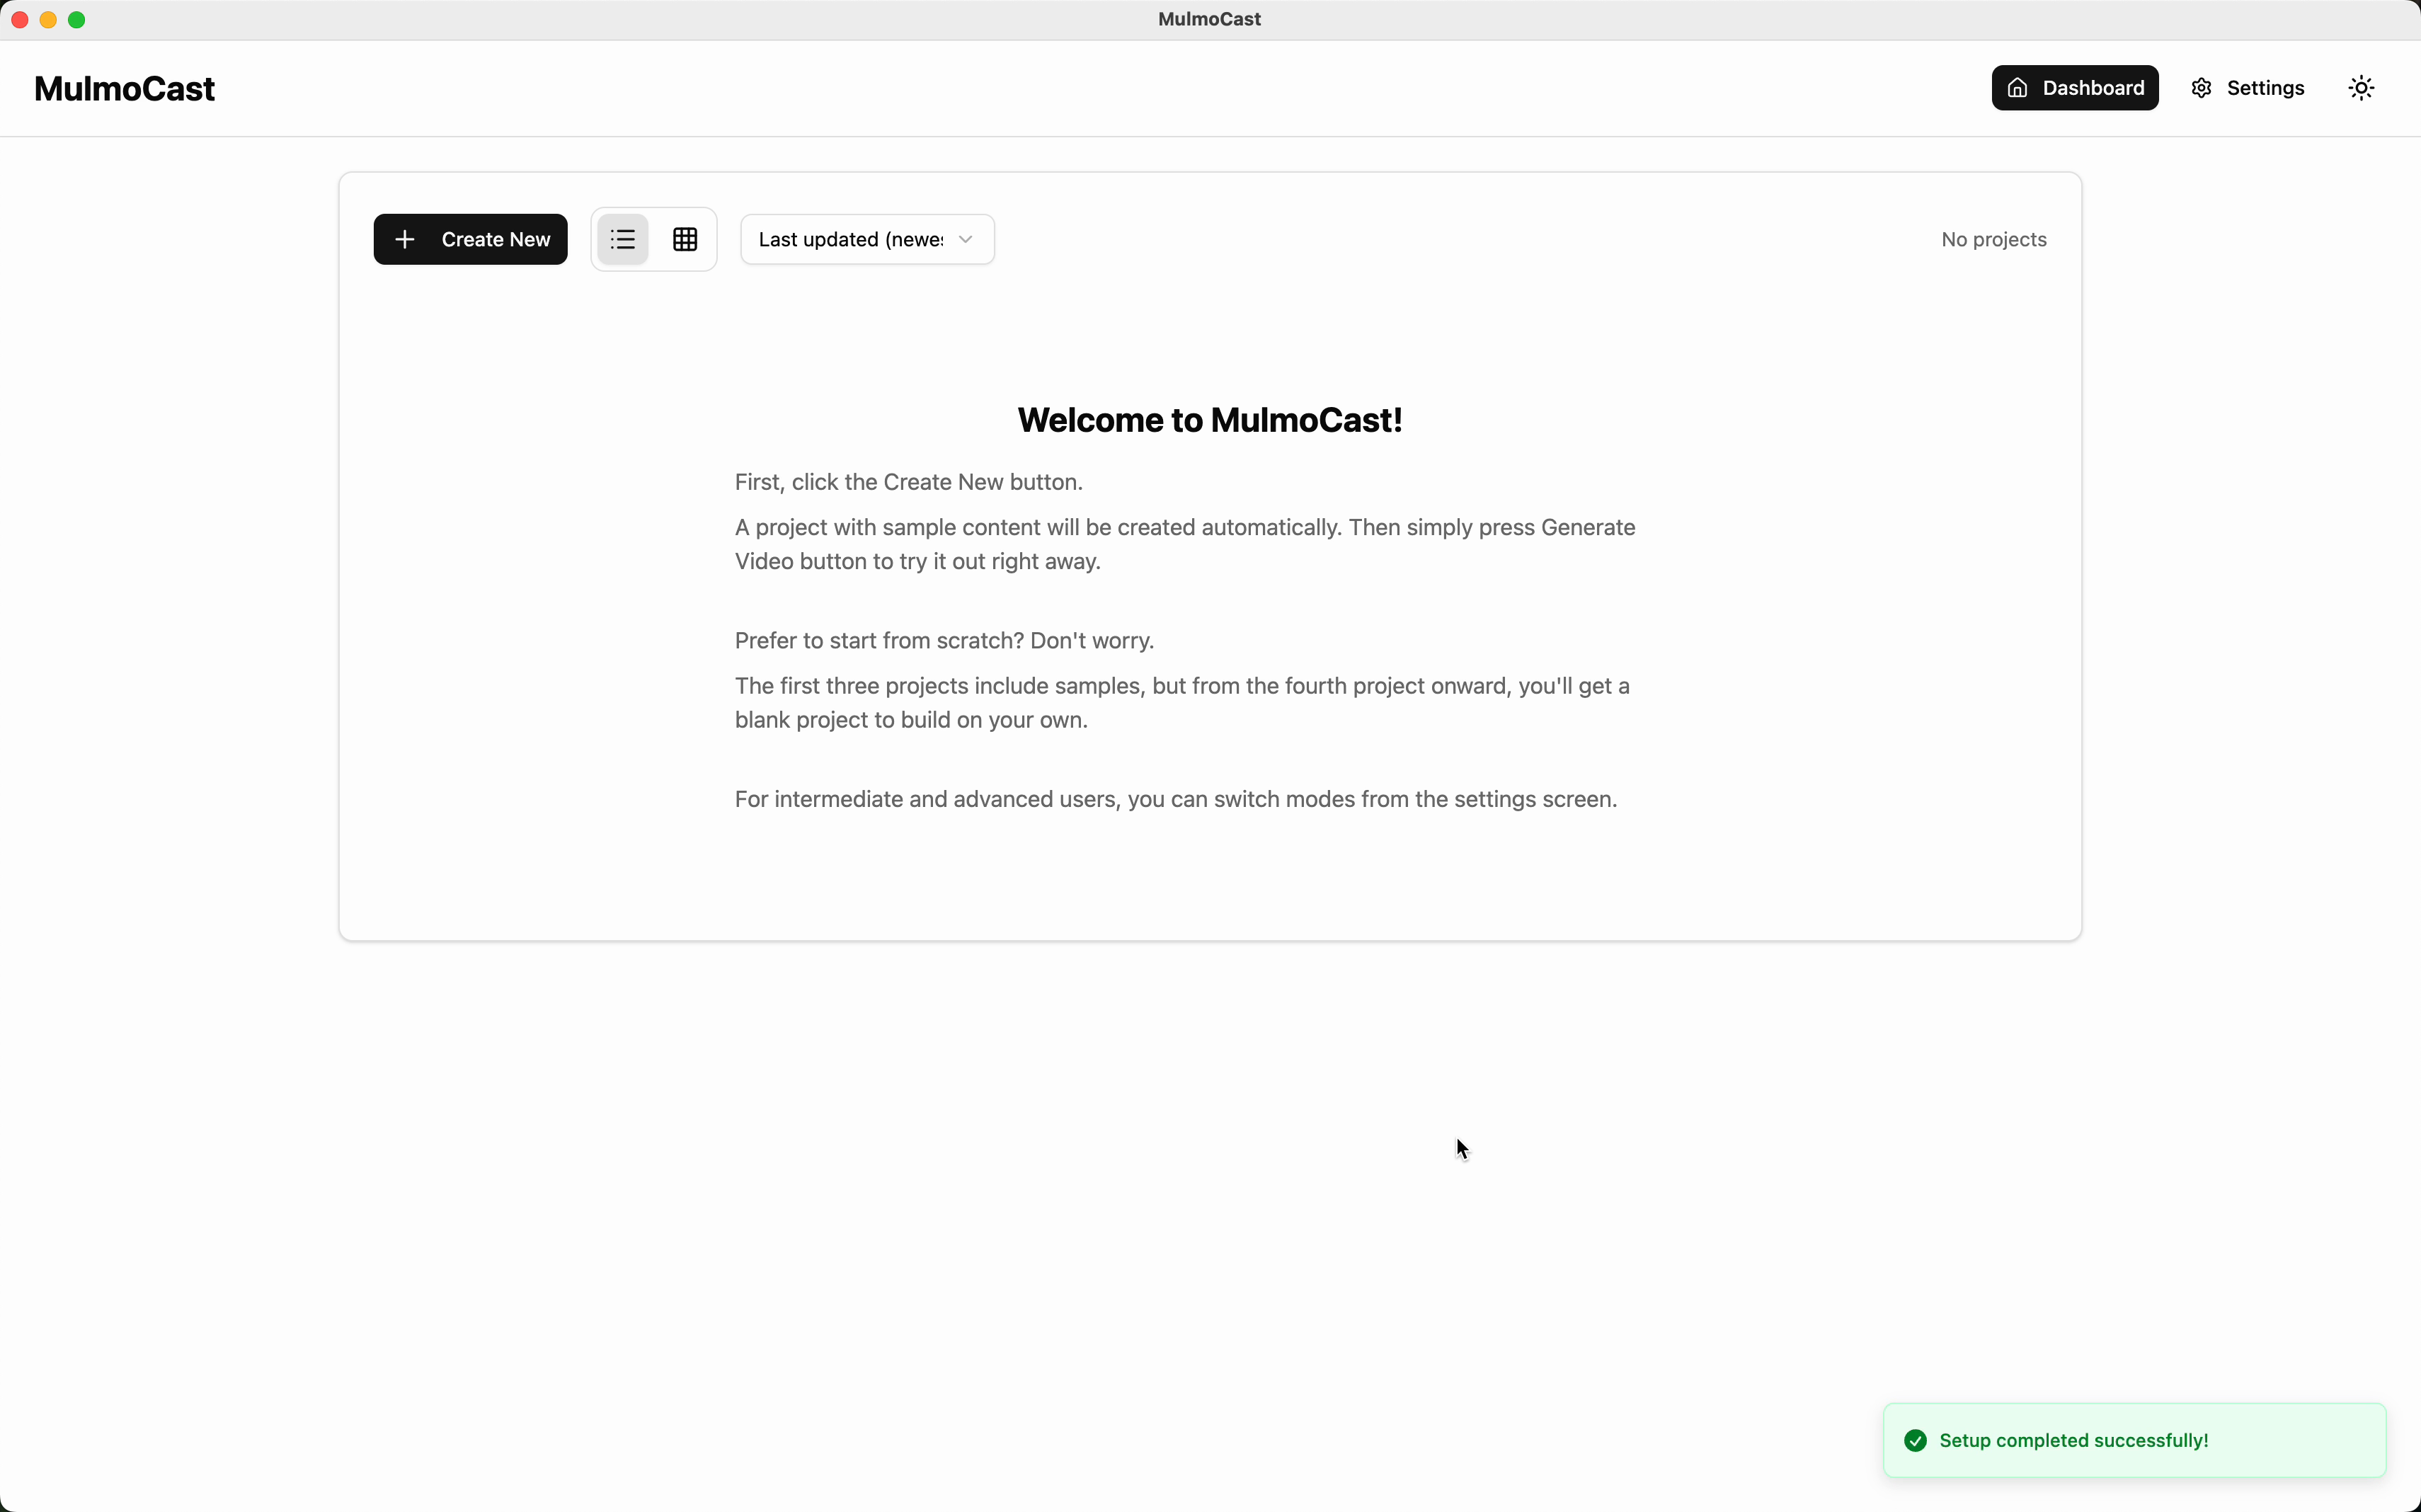 MulmoCast
MulmoCast
Dashboard
Settings
Create New
Last updated (newe
No projects
Welcome to MulmoCast!
First, click the Create New button.
A project with sample content will be created automatically. Then simply press Generate
Video button to try it out right away.
Prefer to start from scratch? Don't worry.
The first three projects include samples, but from the fourth project onward, you'll get a
blank project to build on your own.
For intermediate and advanced users, you can switch modes from the settings screen.
Setup completed successfully!